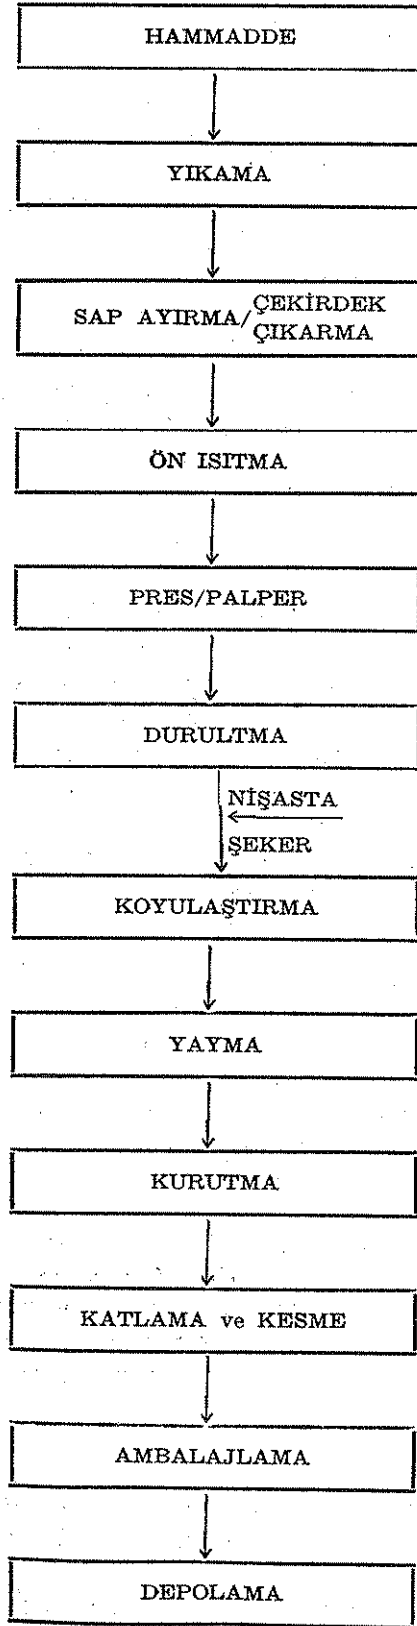 HAMMADDE
YIKAMA
SAP AYIRMA/ÇEKİRDEK
ÇIKARMA
ÖN ISITMA
PRES/PALPER
DURULTMA
NİŞASTA
ŞEKER
KOYULAŞTIRMA
YAYMA
KURUTMA
KATLAMA ve KESME
AMBALAJLAMA
DEPOLAMA